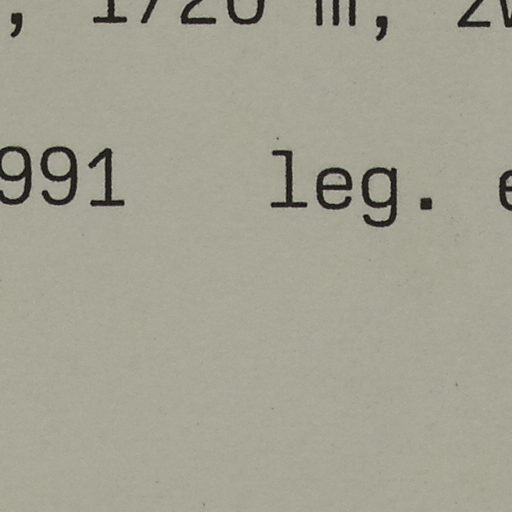 , 1720 m,
991 leg.